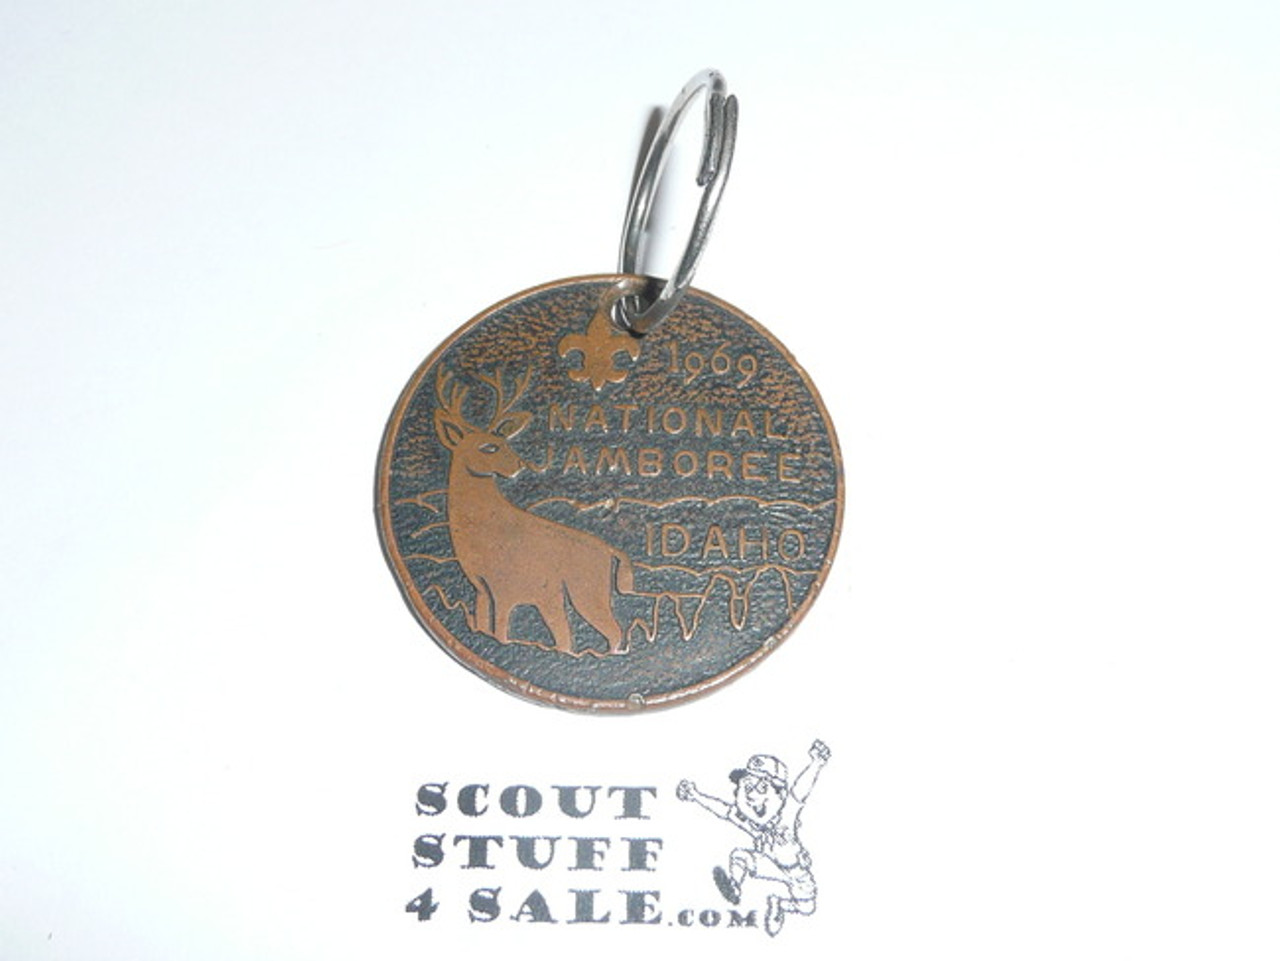 1969
NATIONAL
JAMBOREE
IDAHO
SCOUT
STUFF
4 SALE.COM